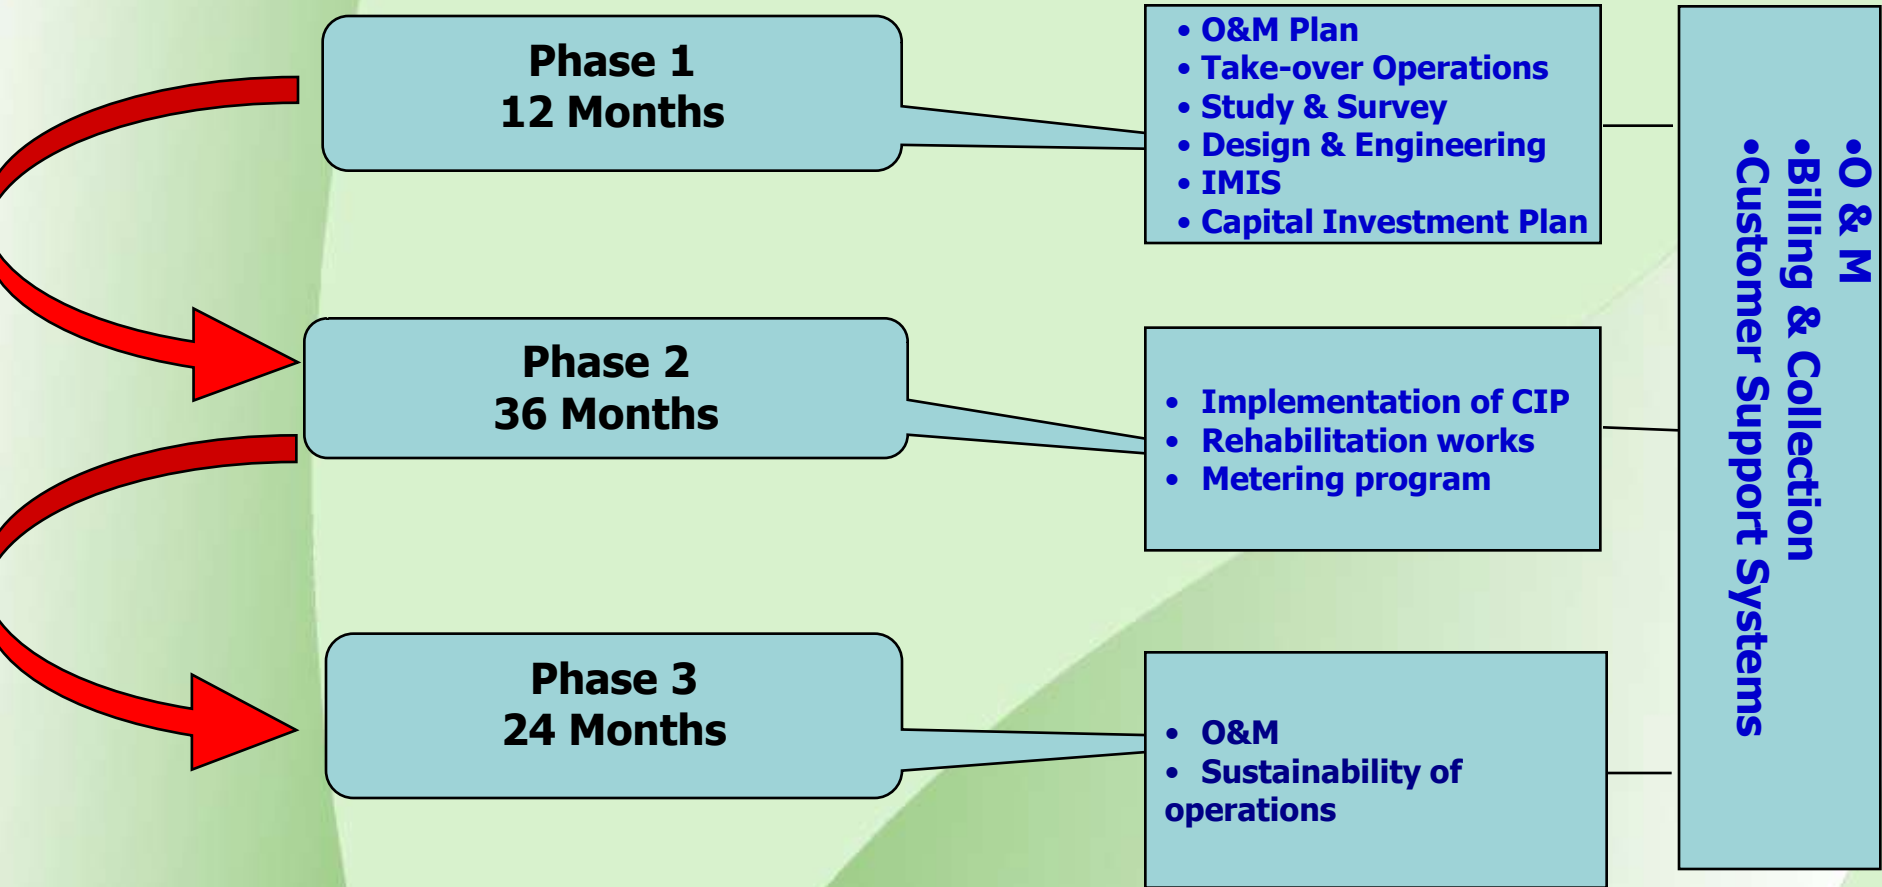 Phase 1
12 Months
• O&M Plan
• Take-over Operations
• Study & Survey
• Design & Engineering
• IMIS
• Capital Investment Plan
Phase 2
36 Months
• Implementation of CIP
• Rehabilitation works
• Metering program
Phase 3
24 Months
• O&M
• Sustainability of
operations
•O & M
•Billing & Collection
•Customer Support Systems